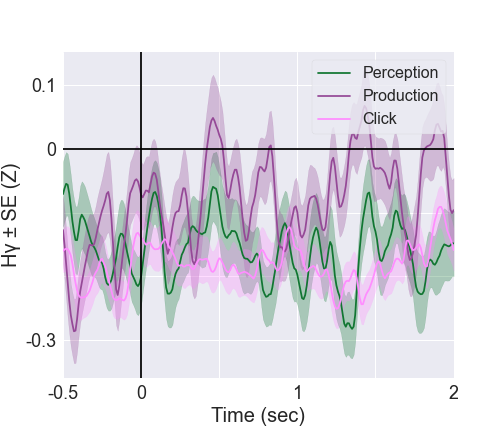 Perception
Production
Click
0.1
0
-0.3
Hγ ± SE (Z)
-0.5
0
1
2
Time (sec)